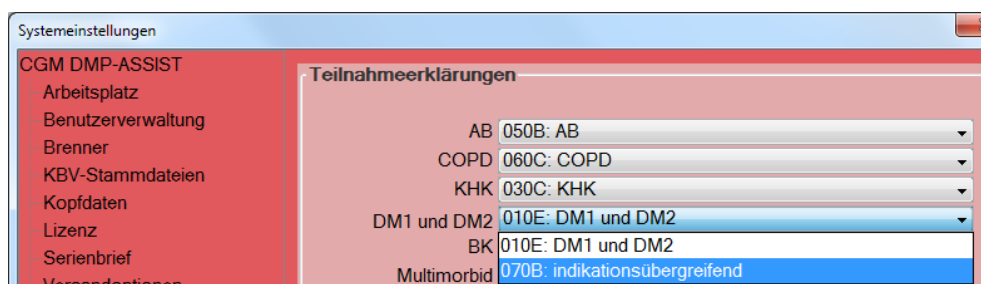 Systemeinstellungen
CGM DMP-ASSIST
Arbeitsplatz
Benutzerverwaltung
Brenner
KBV-Stammdateien
Kopfdaten
Lizenz
Serienbrief
Versandoptionen
Teilnahmeerklärungen
AB 050B: AB
COPD 060C: COPD
KHK 030C: KHK
DM1 und DM2 010E: DM1 und DM2
BK 010E: DM1 und DM2
Multimorbid 070B: indikationsübergreifend